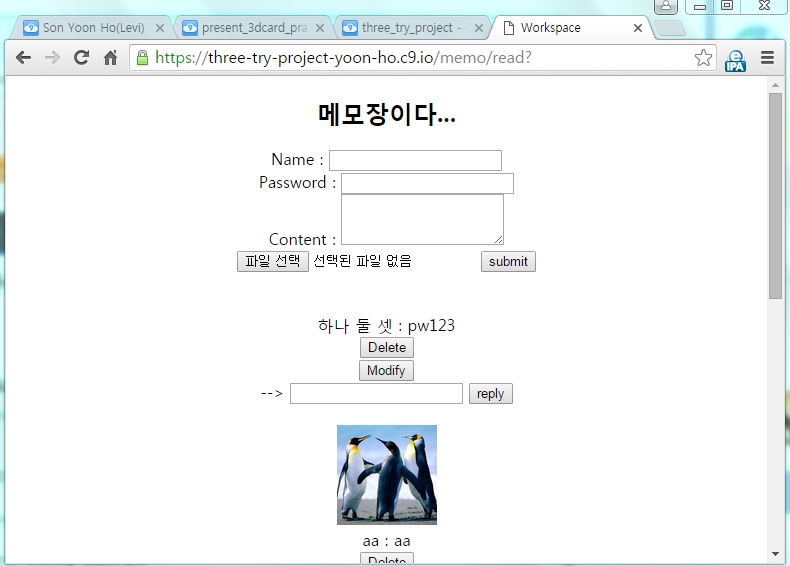 Son Yoon Ho(Levi)
present_3dcard_pra
three_try_project - 
Workspace
https://three-try-project-yoon-ho.c9.io/memo/read?
IPA
메모장이다...
Name :
Password :
Content :
파일 선택 선택된 파일 없음 submit
하나 둘 셋 : pw123
Delete
Modify
--> reply
aa : aa
Delete